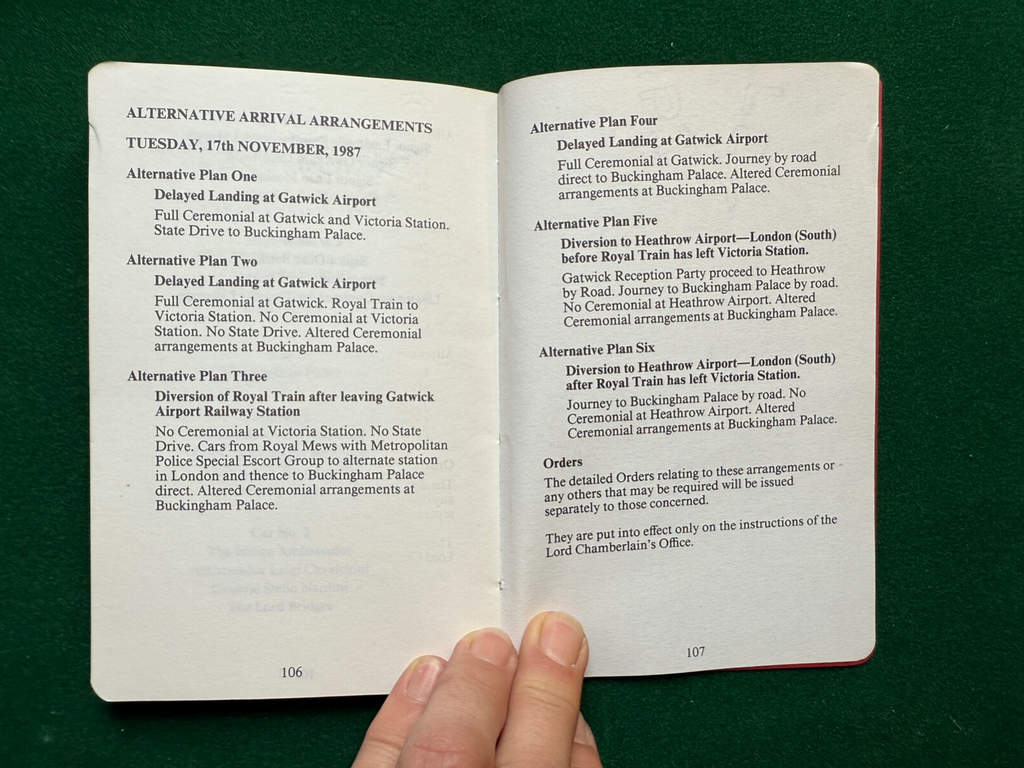 ALTERNATIVE ARRIVAL ARRANGEMENTS
TUESDAY, 17th NOVEMBER, 1987
Alternative Plan One
Delayed Landing at Gatwick Airport
Full Ceremonial at Gatwick and Victoria Station.
State Drive to Buckingham Palace.
Alternative Plan Two
Delayed Landing at Gatwick Airport
Full Ceremonial at Gatwick. Royal Train to
Victoria Station. No Ceremonial at Victoria
Station. No State Drive. Altered Ceremonial
arrangements at Buckingham Palace.
Alternative Plan Three
Diversion of Royal Train after leaving Gatwick
Airport Railway Station
No Ceremonial at Victoria Station. No State
Drive. Cars from Royal Mews with Metropolitan
Police Special Escort Group to alternate station
in London and thence to Buckingham Palace
direct. Altered Ceremonial arrangements at
Buckingham Palace.
106
Alternative Plan Four
Delayed Landing at Gatwick Airport
Full Ceremonial at Gatwick. Journey by road
direct to Buckingham Palace. Altered Ceremonial
arrangements at Buckingham Palace.
Alternative Plan Five
Diversion to Heathrow Airport—London (South)
before Royal Train has left Victoria Station.
Gatwick Reception Party proceed to Heathrow
by Road. Journey to Buckingham Palace by road.
No Ceremonial at Heathrow Airport. Altered
Ceremonial arrangements at Buckingham Palace.
Alternative Plan Six
Diversion to Heathrow Airport—London (South)
after Royal Train has left Victoria Station.
Journey to Buckingham Palace by road. No
Ceremonial at Heathrow Airport. Altered
Ceremonial arrangements at Buckingham Palace.
Orders
The detailed Orders relating to these arrangements or
any others that may be required will be issued
separately to those concerned.
They are put into effect only on the instructions of the
Lord Chamberlain's Office.
107